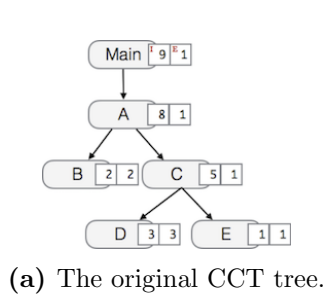 Main I 9 E 1
A 8 1
B 2 2 C 5 1
D 3 3 E 1 1
(a) The original CCT tree.